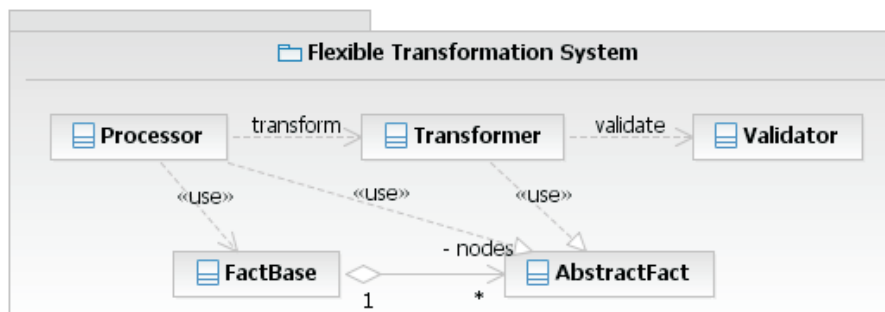 Flexible Transformation System
Processor
transform
Transformer
validate
Validator
«use»
«use»
«use»
- nodes
FactBase
AbstractFact
1
*